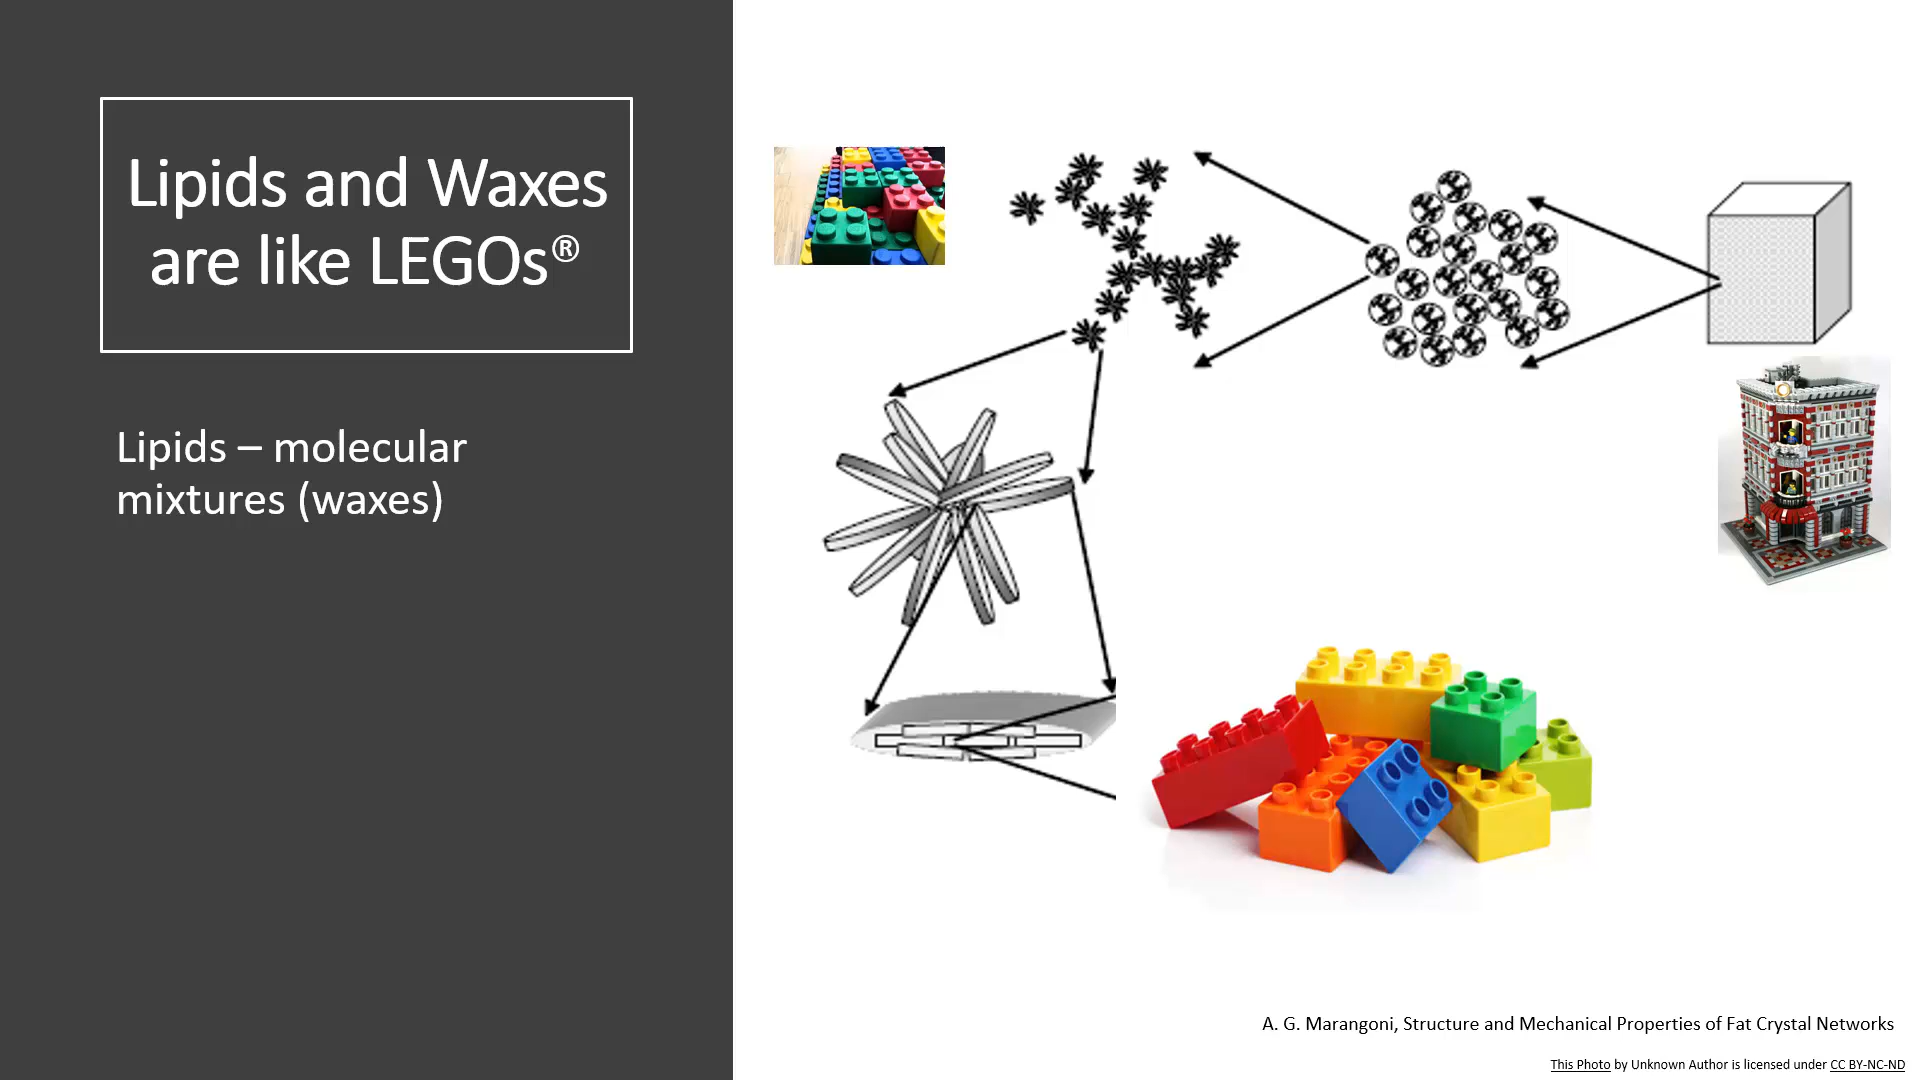 Lipids and Waxes
are like LEGOs®
Lipids – molecular
mixtures (waxes)
A. G. Marangoni, Structure and Mechanical Properties of Fat Crystal Networks
This Photo by Unknown Author is licensed under CC BY-NC-ND